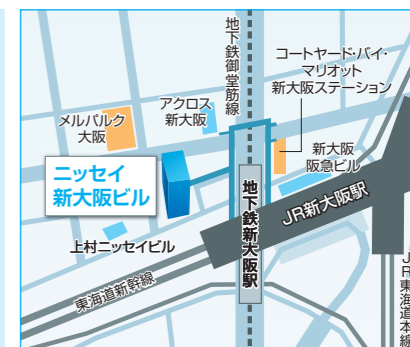 地下鉄御堂筋線
コートヤード・バイ・
マリオット
新大阪ステーション
アクロス
新大阪
メルパルク
大阪
新大阪
阪急ビル
ニッセイ
新大阪ビル
地下鉄新大阪駅
JR新大阪駅
上村ニッセイビル
東海道新幹線
JR東海道本線